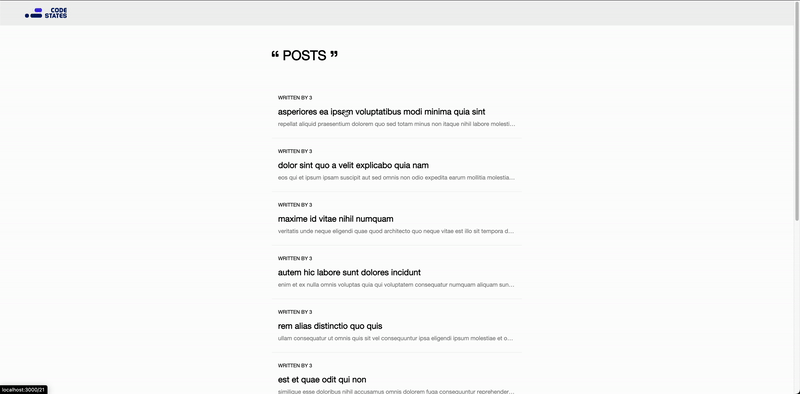 CODE
STATES
“ POSTS ”
WRITTEN BY 3
asperiores ea ipsam voluptatibus modi minima quia sint
repellat aliquid praesentium dolorem quo sed totam minus non itaque nihil labore molesti...
WRITTEN BY 3
dolor sint quo a velit explicabo quia nam
eos qui et ipsum ipsam suscipit aut sed omnis non odio expedita earum mollitia molestia...
WRITTEN BY 3
maxime id vitae nihil numquam
veritatis unde neque eligendi quae quod architecto quo neque vitae est illo sit tempora d...
WRITTEN BY 3
autem hic labore sunt dolores incidunt
enim et ex nulla omnis voluptas quia qui voluptatem consequatur numquam aliquam sun...
WRITTEN BY 3
rem alias distinctio quo quis
ullam consequatur ut omnis quis sit vel consequuntur ipsa eligendi ipsum molestiae et o...
WRITTEN BY 3
est et quae odit qui non
similique esse doloribus nihil accusamus omnis dolorem fuga consequuntur reprehender...
localhost:3000/21